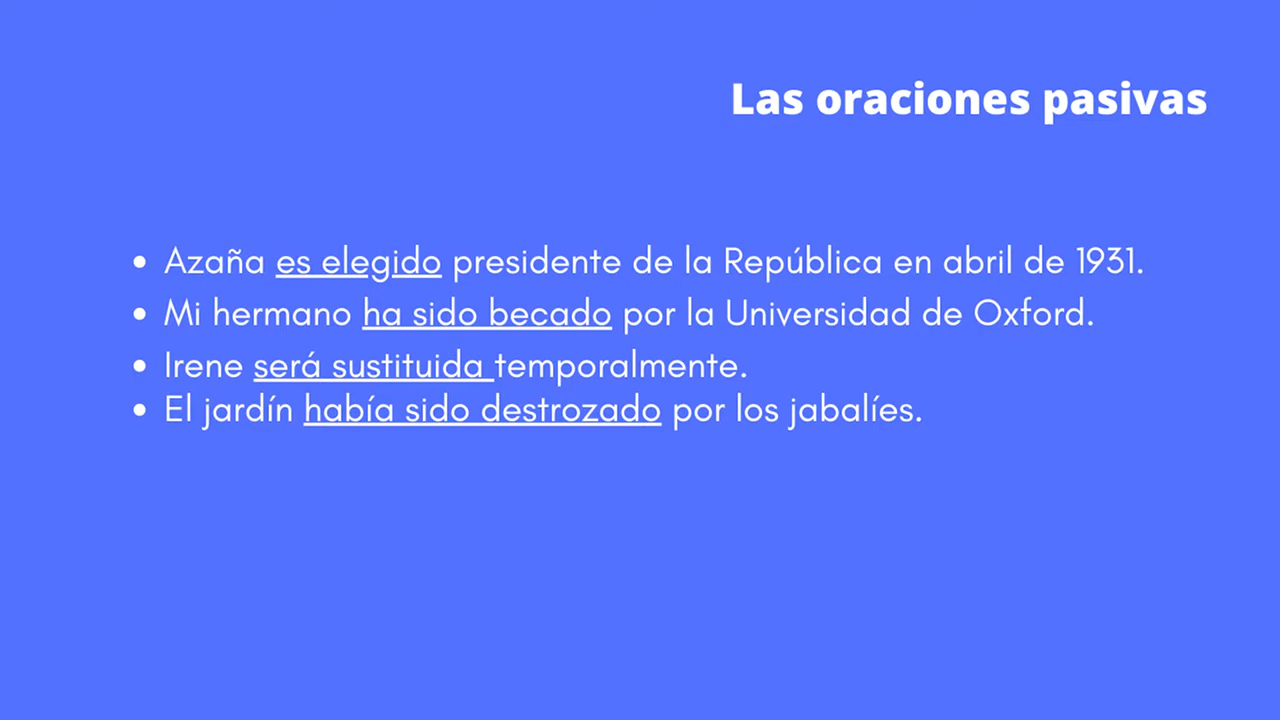 Las oraciones pasivas
• Azaña es elegido presidente de la República en abril de 1931.
• Mi hermano ha sido becado por la Universidad de Oxford.
• Irene será sustituida temporalmente.
• El jardín había sido destrozado por los jabalíes.